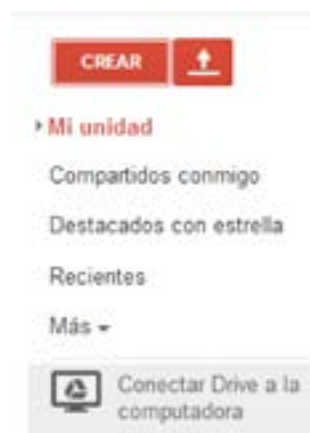 CREAR
Mi unidad
Compartidos conmigo
Destacados con estrella
Recientes
Más
Conectar Drive a la
computadora